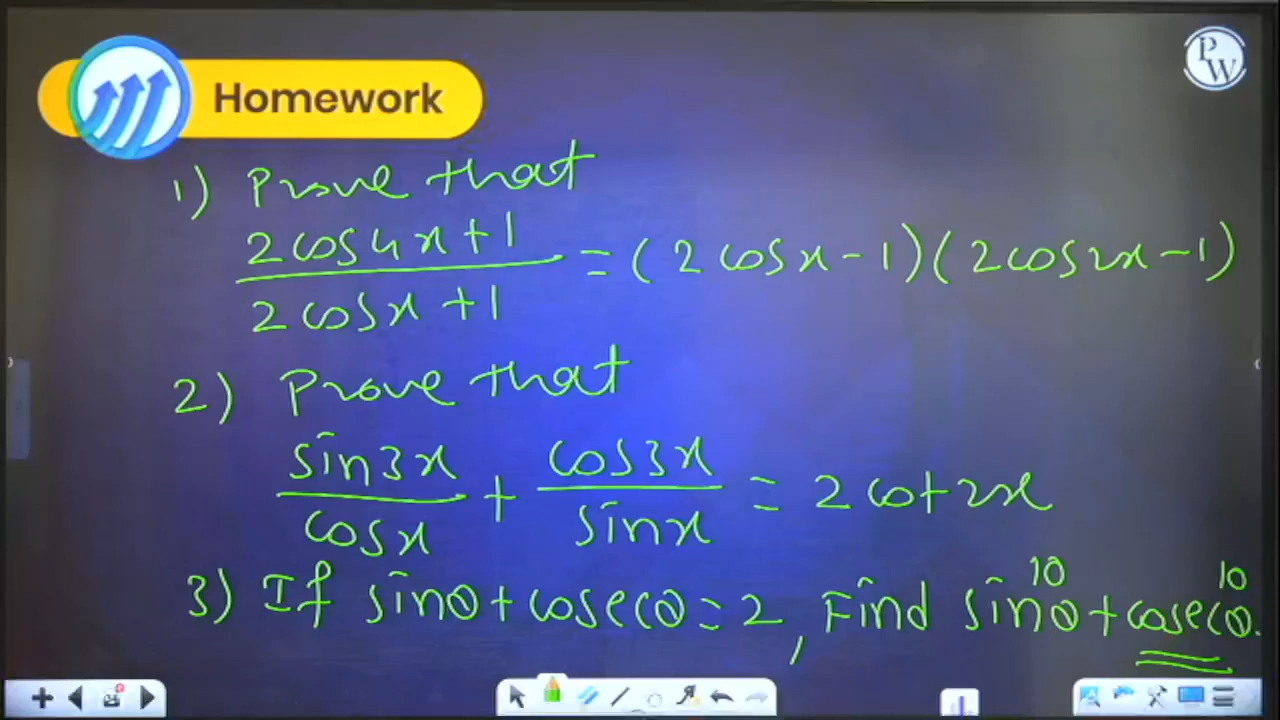 Homework
PW
1) Prove that
2cos4x+1/2cosx+1 = (2cosx-1)(2cos2x-1)
2) Prove that
sin3x/cosx + cos3x/sinx = 2cot2x
3) If sinθ+cosecθ=2, Find sin¹⁰θ+cosec¹⁰θ.